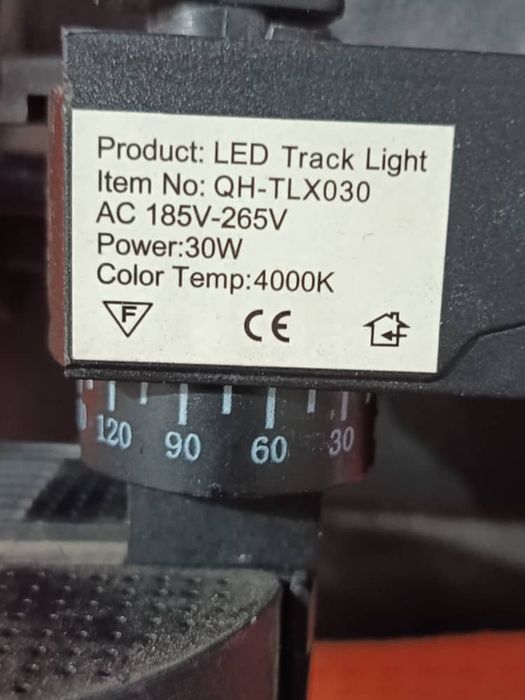 Product: LED Track Light
Item No: QH-TLX030
AC 185V-265V
Power:30W
Color Temp:4000K
F CE
120 90 60 30